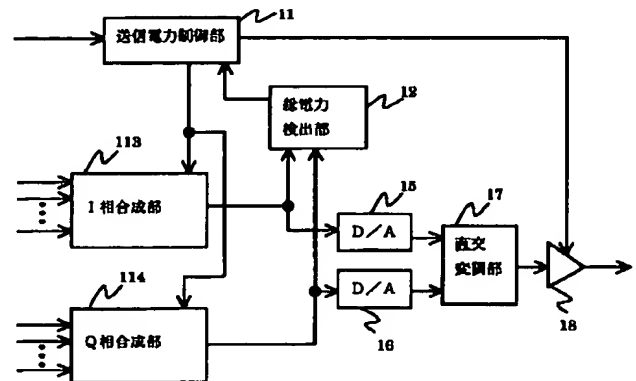 11
送信電力制御部
12
総電力
検出部
113
I相合成部
15
D/A
17
直交
変調部
114
Q相合成部
D/A
16
18